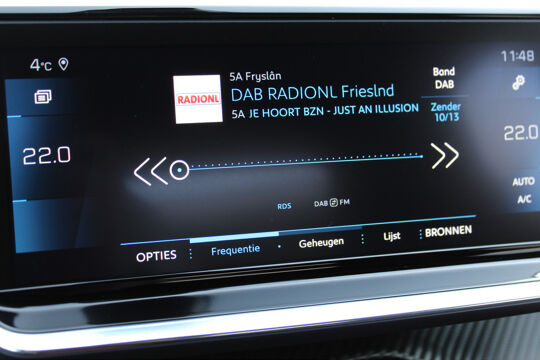 4°C
11:48
5A Fryslân
RADIONL
DAB RADIONL Frieslnd
5A JE HOORT BZN - JUST AN ILLUSION
Band
DAB
Zender
10/13
22.0
22.0
RDS
DAB FM
AUTO
A/C
OPTIES
Frequentie
Geheugen
Lijst
BRONNEN